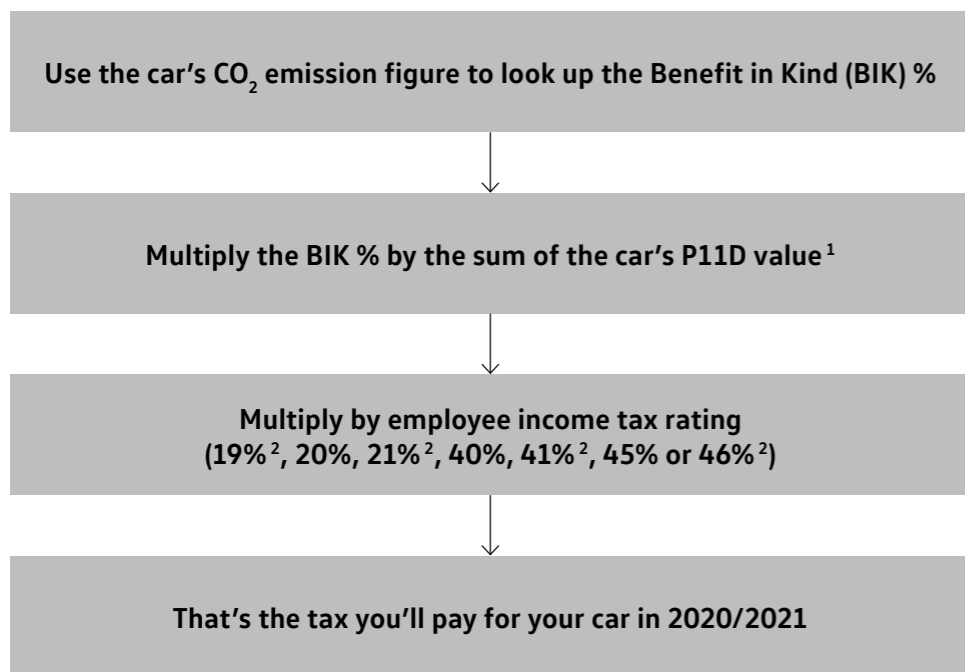 Use the car’s CO₂ emission figure to look up the Benefit in Kind (BIK) %
Multiply the BIK % by the sum of the car’s P11D value ¹
Multiply by employee income tax rating
(19% ², 20%, 21% ², 40%, 41% ², 45% or 46% ²)
That’s the tax you’ll pay for your car in 2020/2021